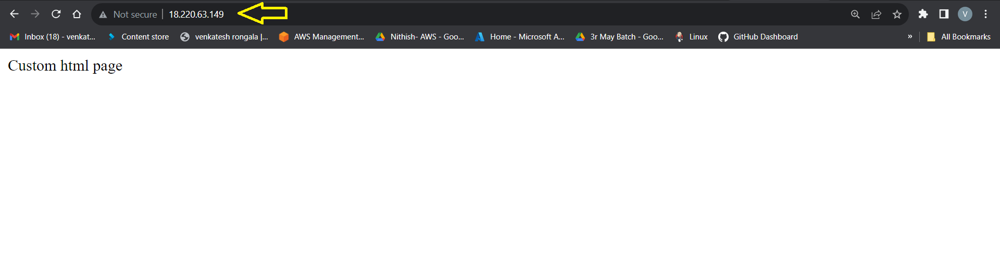 Not secure 18.220.63.149
V
Inbox (18) - venkat... Content store venkatesh rongala |... AWS Management... Nithish- AWS - Goo... Home - Microsoft A... 3r May Batch - Goo... Linux GitHub Dashboard » All Bookmarks
Custom html page